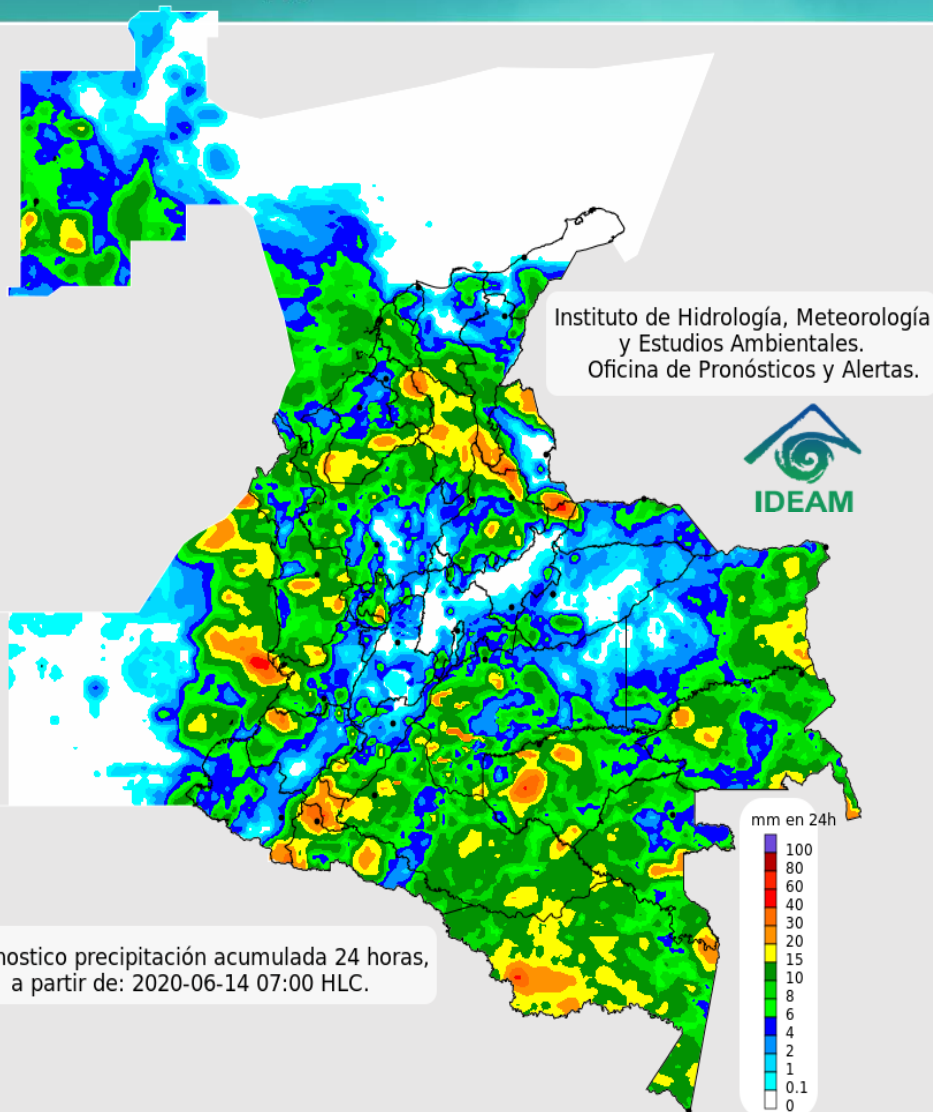 Instituto de Hidrología, Meteorología
y Estudios Ambientales.
Oficina de Pronósticos y Alertas.
IDEAM
mm en 24h
100
80
60
40
30
20
15
10
8
6
4
2
1
0.1
0
nostico precipitación acumulada 24 horas,
a partir de: 2020-06-14 07:00 HLC.